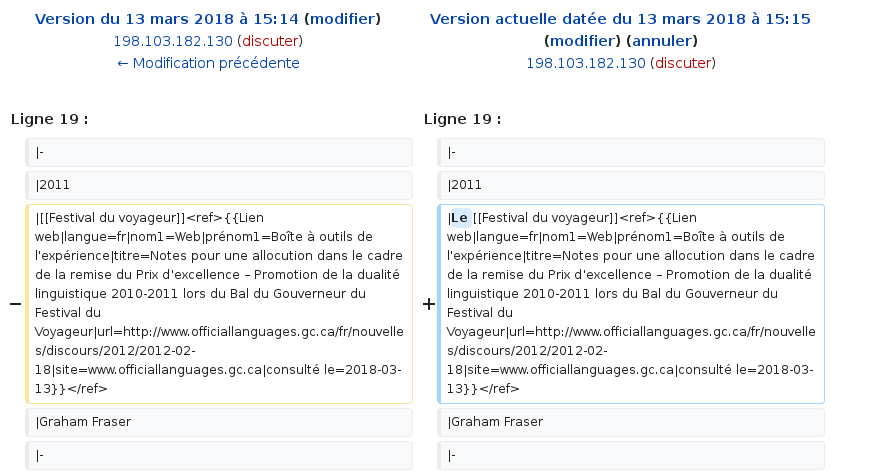 Version du 13 mars 2018 à 15:14 (modifier)
198.103.182.130 (discuter)
← Modification précédente
Version actuelle datée du 13 mars 2018 à 15:15
(modifier) (annuler)
198.103.182.130 (discuter)
Ligne 19 :
Ligne 19 :
|-
|-
|2011
|2011
−
|[[Festival du voyageur]]<ref>{{Lien
web|langue=fr|nom1=Web|prénom1=Boîte à outils de
l'expérience|titre=Notes pour une allocution dans le cadre
de la remise du Prix d'excellence – Promotion de la dualité
linguistique 2010-2011 lors du Bal du Gouverneur du
Festival du
Voyageur|url=http://www.officiallanguages.gc.ca/fr/nouvelle
s/discours/2012/2012-02-
18|site=www.officiallanguages.gc.ca|consulté le=2018-03-
13}}</ref>
+
|Le [[Festival du voyageur]]<ref>{{Lien
web|langue=fr|nom1=Web|prénom1=Boîte à outils de
l'expérience|titre=Notes pour une allocution dans le cadre
de la remise du Prix d'excellence – Promotion de la dualité
linguistique 2010-2011 lors du Bal du Gouverneur du
Festival du
Voyageur|url=http://www.officiallanguages.gc.ca/fr/nouvelle
s/discours/2012/2012-02-
18|site=www.officiallanguages.gc.ca|consulté le=2018-03-
13}}</ref>
|Graham Fraser
|Graham Fraser
|-
|-